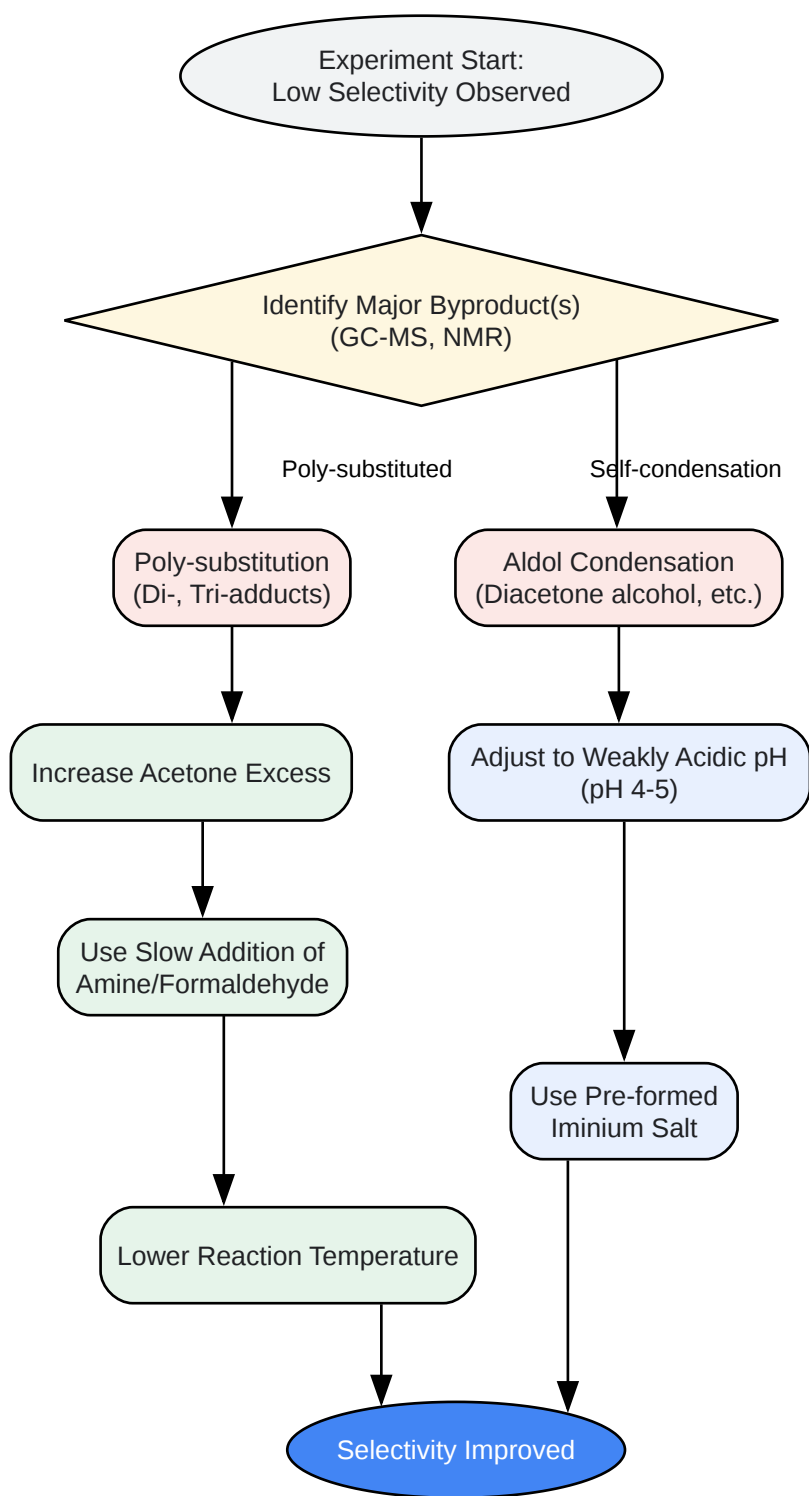 Experiment Start:
Low Selectivity Observed
Identify Major Byproduct(s)
(GC-MS, NMR)
Poly-substituted
Self-condensation
Poly-substitution
(Di-, Tri-adducts)
Aldol Condensation
(Diacetone alcohol, etc.)
Increase Acetone Excess
Adjust to Weakly Acidic pH
(pH 4-5)
Use Slow Addition of
Amine/Formaldehyde
Use Pre-formed
Iminium Salt
Lower Reaction Temperature
Selectivity Improved